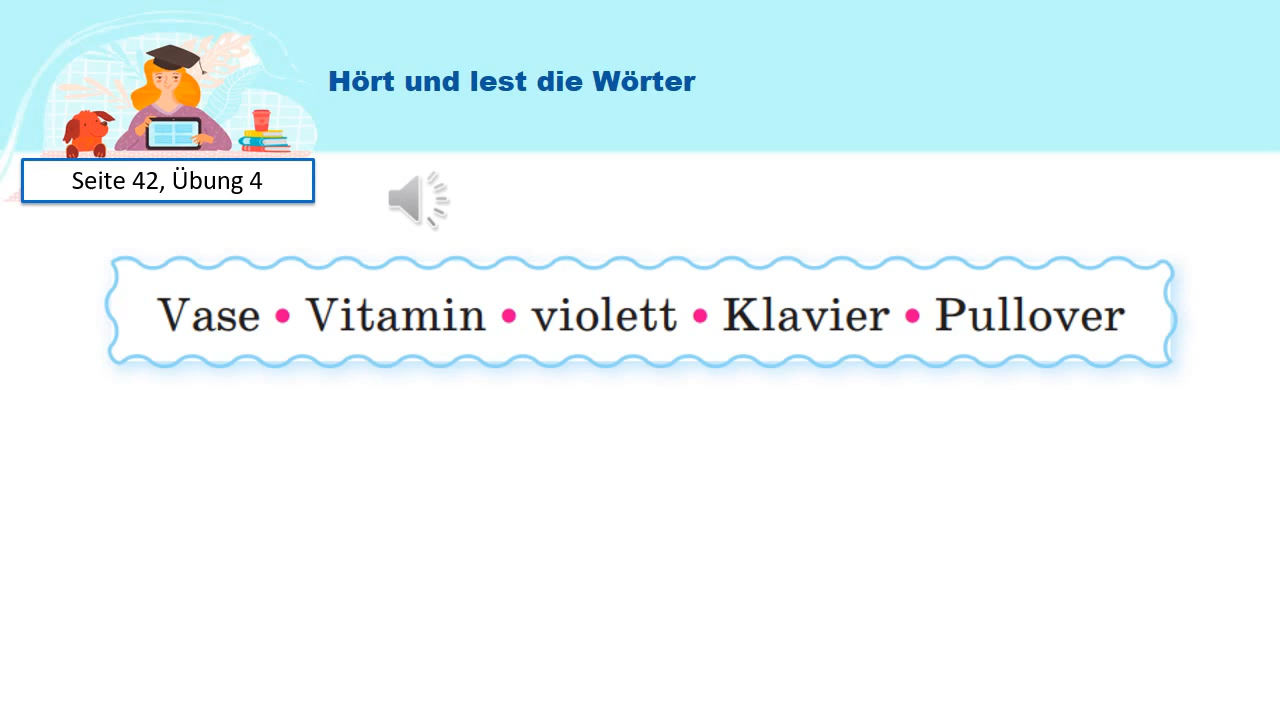 Hört und lest die Wörter
Seite 42, Übung 4
Vase • Vitamin • violett • Klavier • Pullover